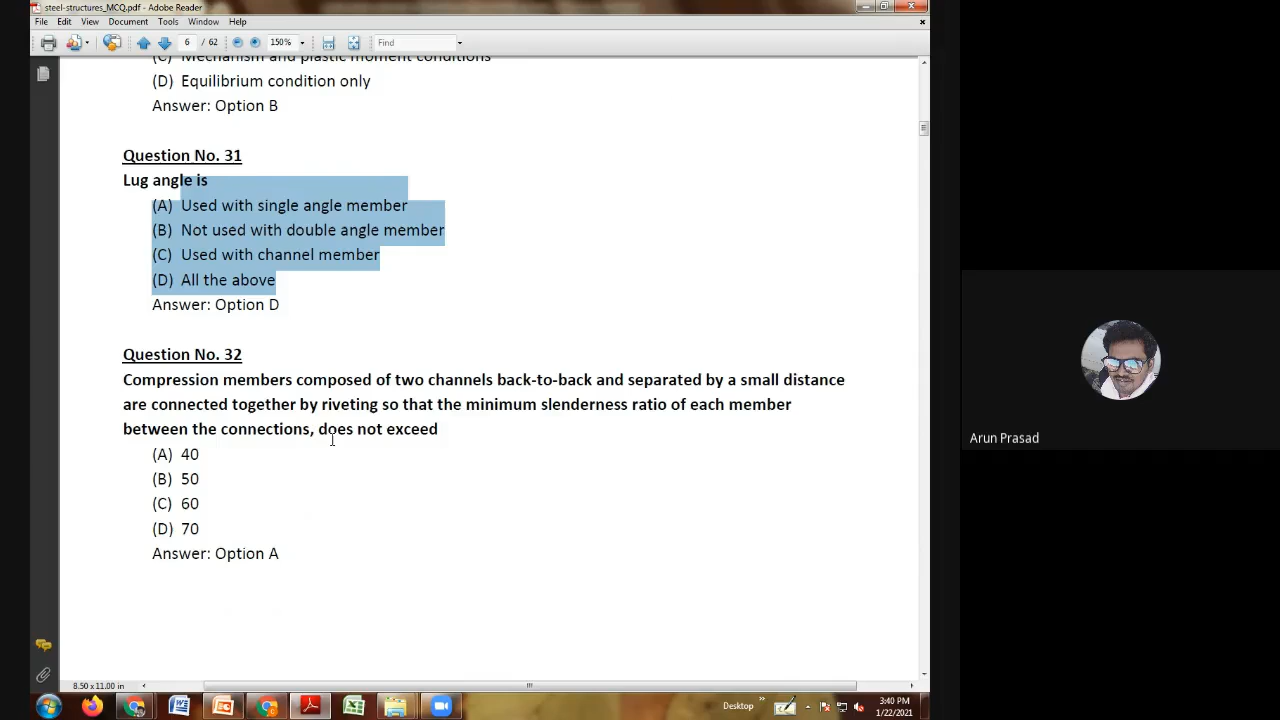 steel-structures_MCQ.pdf - Adobe Reader
File Edit View Document Tools Window Help
6 / 62 150% Find
(C) Mechanism and plastic moment conditions
(D) Equilibrium condition only
Answer: Option B
Question No. 31
Lug angle is
(A) Used with single angle member
(B) Not used with double angle member
(C) Used with channel member
(D) All the above
Answer: Option D
Question No. 32
Compression members composed of two channels back-to-back and separated by a small distance
are connected together by riveting so that the minimum slenderness ratio of each member
between the connections, does not exceed
(A) 40
(B) 50
(C) 60
(D) 70
Answer: Option A
Arun Prasad
8.50 x 11.00 in
Desktop
3:40 PM
1/22/2021